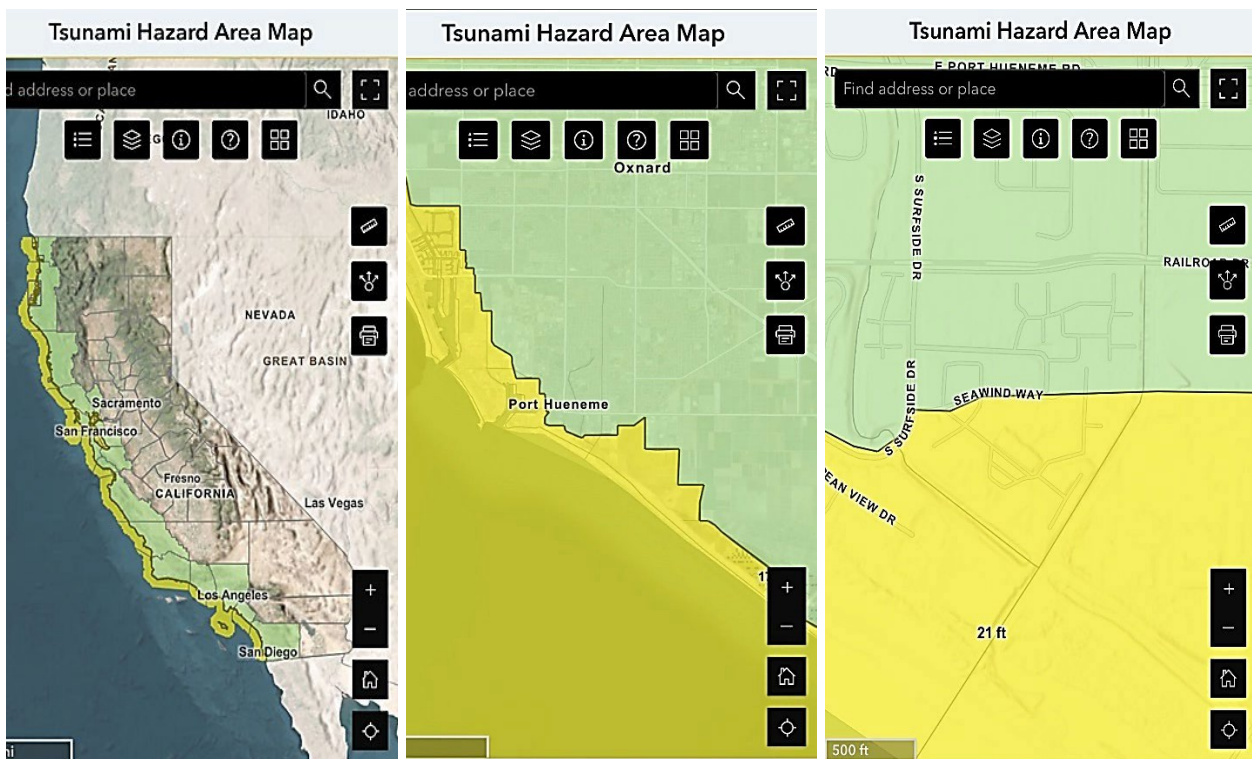 Tsunami Hazard Area Map
d address or place
IDAHO
NEVADA
GREAT BASIN
Sacramento
San Francisco
Fresno
CALIFORNIA
Las Vegas
Los Angeles
San Diego
+
−
Tsunami Hazard Area Map
address or place
Oxnard
Port Hueneme
+
−
Tsunami Hazard Area Map
E PORT HUENEME RD
Find address or place
S SURFSIDE DR
RAILROAD DR
SEAWIND WAY
S SURFSIDE DR
EAN VIEW DR
21 ft
+
−
500 ft